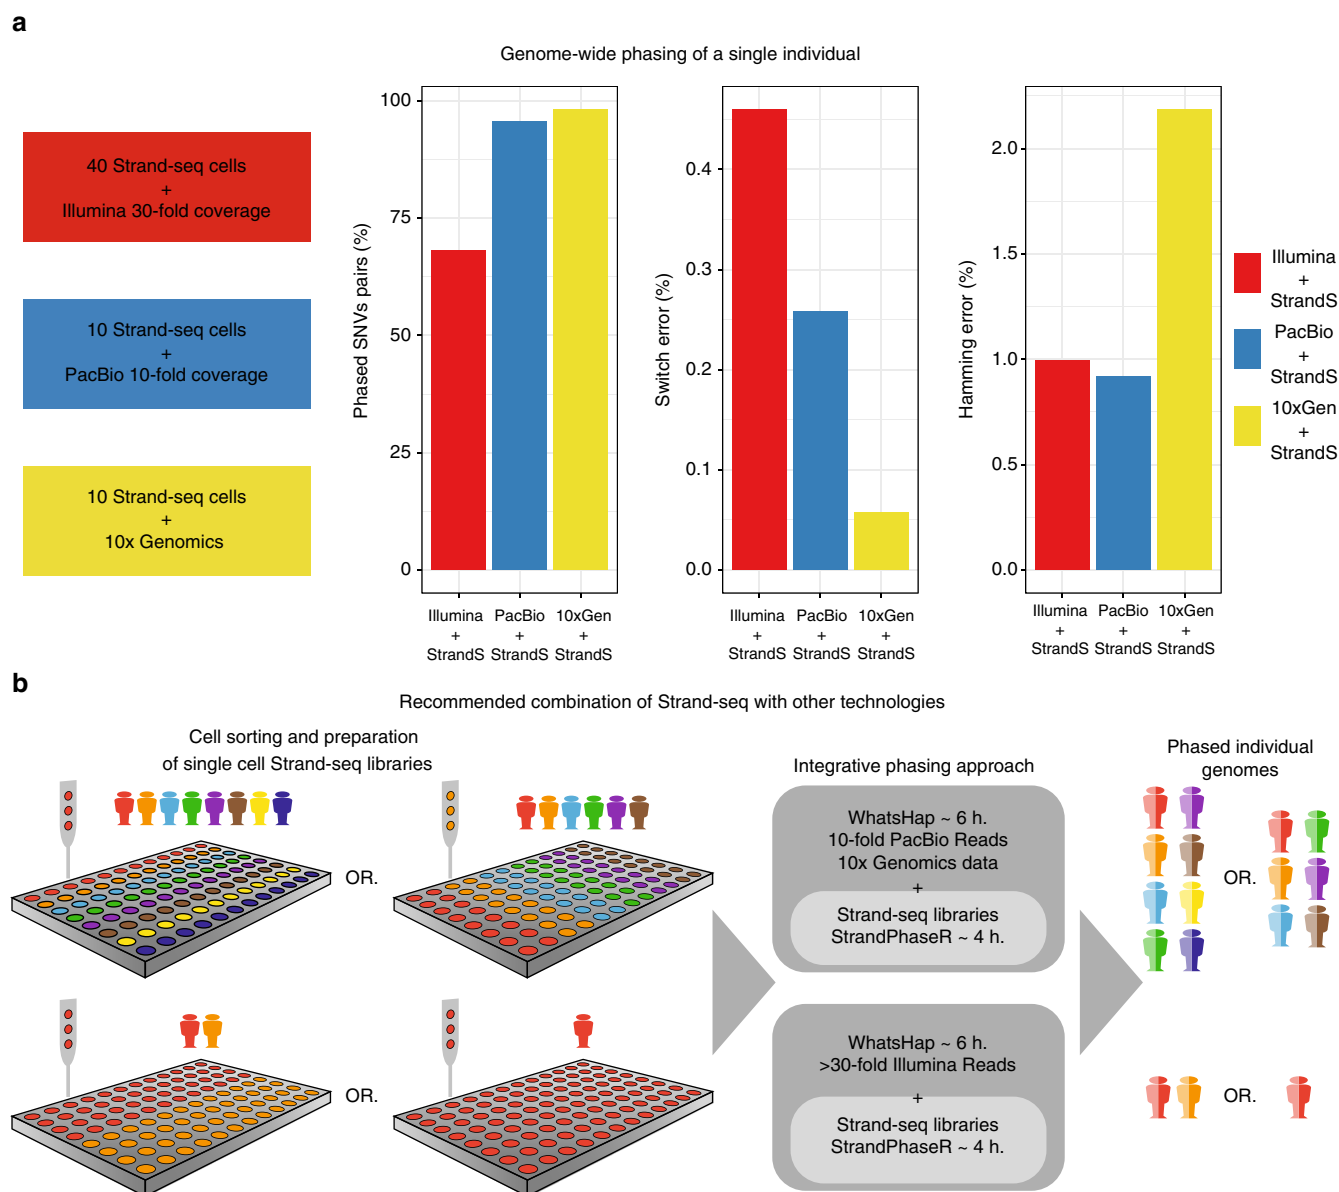 a
Genome-wide phasing of a single individual
40 Strand-seq cells
+
Illumina 30-fold coverage
10 Strand-seq cells
+
PacBio 10-fold coverage
10 Strand-seq cells
+
10x Genomics
Phased SNVs pairs (%)
100
75
50
25
0
Illumina
+
StrandS
PacBio
+
StrandS
10xGen
+
StrandS
Switch error (%)
0.4
0.3
0.2
0.1
0.0
Illumina
+
StrandS
PacBio
+
StrandS
10xGen
+
StrandS
Hamming error (%)
2.0
1.5
1.0
0.5
0.0
Illumina
+
StrandS
PacBio
+
StrandS
10xGen
+
StrandS
Illumina
+
StrandS
PacBio
+
StrandS
10xGen
+
StrandS
b
Recommended combination of Strand-seq with other technologies
Cell sorting and preparation
of single cell Strand-seq libraries
OR.
OR.
Integrative phasing approach
WhatsHap ~ 6 h.
10-fold PacBio Reads
10x Genomics data
+
Strand-seq libraries
StrandPhaseR ~ 4 h.
WhatsHap ~ 6 h.
>30-fold Illumina Reads
+
Strand-seq libraries
StrandPhaseR ~ 4 h.
Phased individual
genomes
OR.
OR.